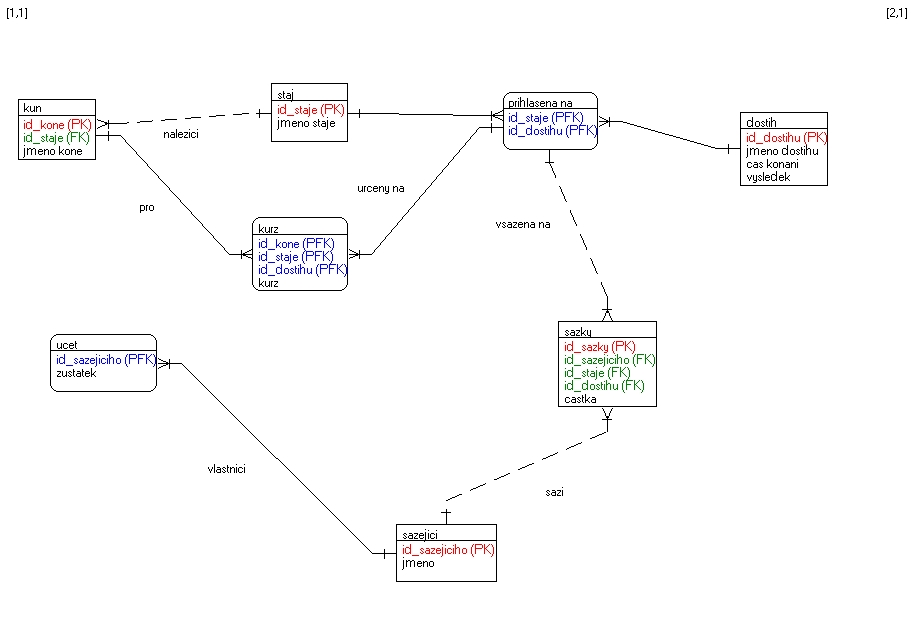 [1,1]
[2,1]
kun
id_kone (PK)
id_staje (FK)
jmeno kone
nalezici
staj
id_staje (PK)
jmeno staje
prihlasena na
id_staje (PFK)
id_dostihu (PFK)
dostih
id_dostihu (PK)
jmeno dostihu
cas konani
vysledek
pro
urceny na
vsazena na
kurz
id_kone (PFK)
id_staje (PFK)
id_dostihu (PFK)
kurz
ucet
id_sazejiciho (PFK)
zustatek
sazky
id_sazky (PK)
id_sazejiciho (FK)
id_staje (FK)
id_dostihu (FK)
castka
vlastnici
sazi
sazejici
id_sazejiciho (PK)
jmeno